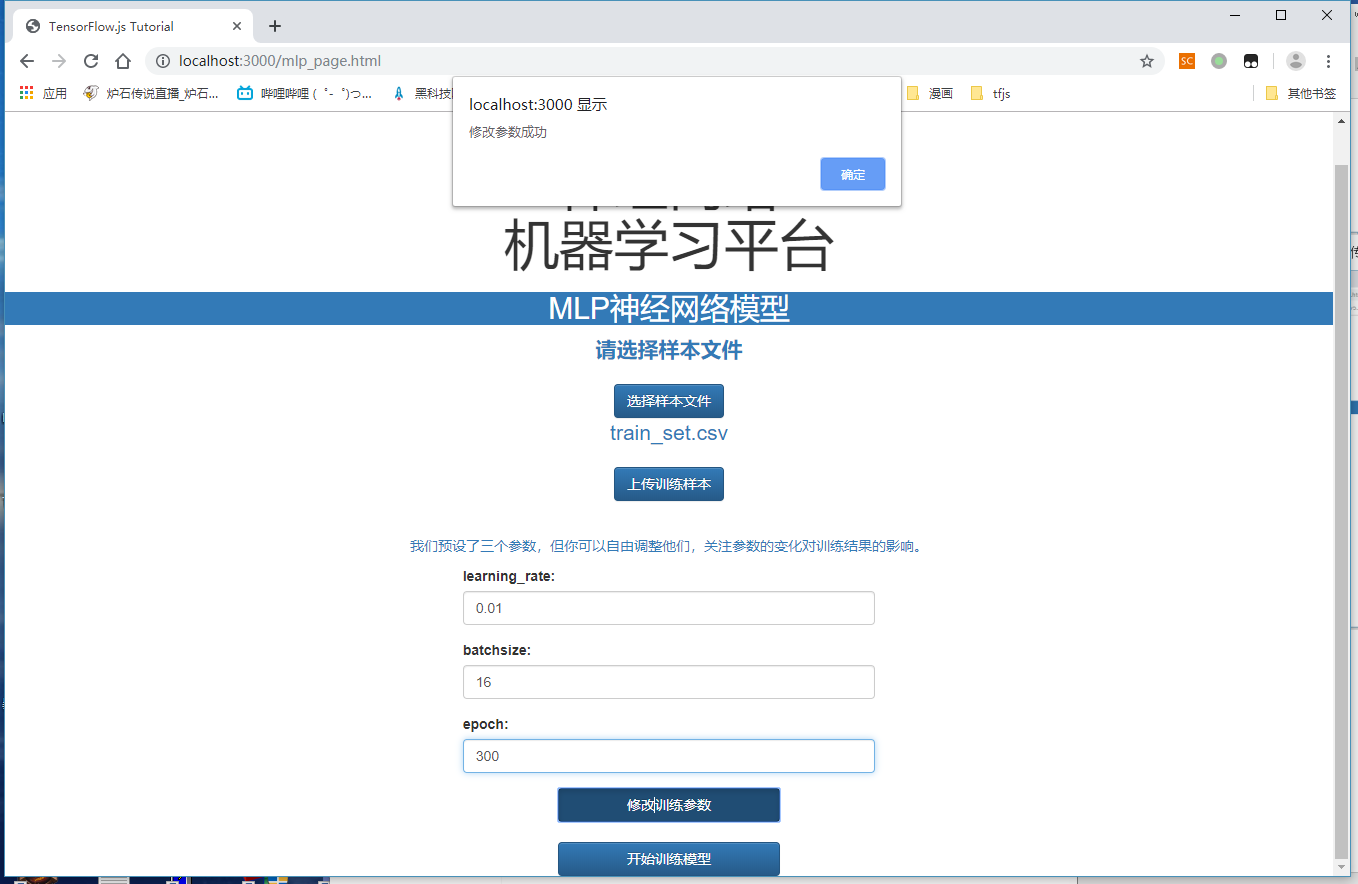 TensorFlow.js Tutorial
localhost:3000/mlp_page.html
SC
应用
炉石传说直播_炉石...
哔哩哔哩 ( ゜- ゜)つ...
黑科技
漫画
tfjs
其他书签
localhost:3000 显示
修改参数成功
确定
机器学习平台
MLP神经网络模型
请选择样本文件
选择样本文件
train_set.csv
上传训练样本
我们预设了三个参数，但你可以自由调整他们，关注参数的变化对训练结果的影响。
learning_rate:
0.01
batchsize:
16
epoch:
300
修改训练参数
开始训练模型